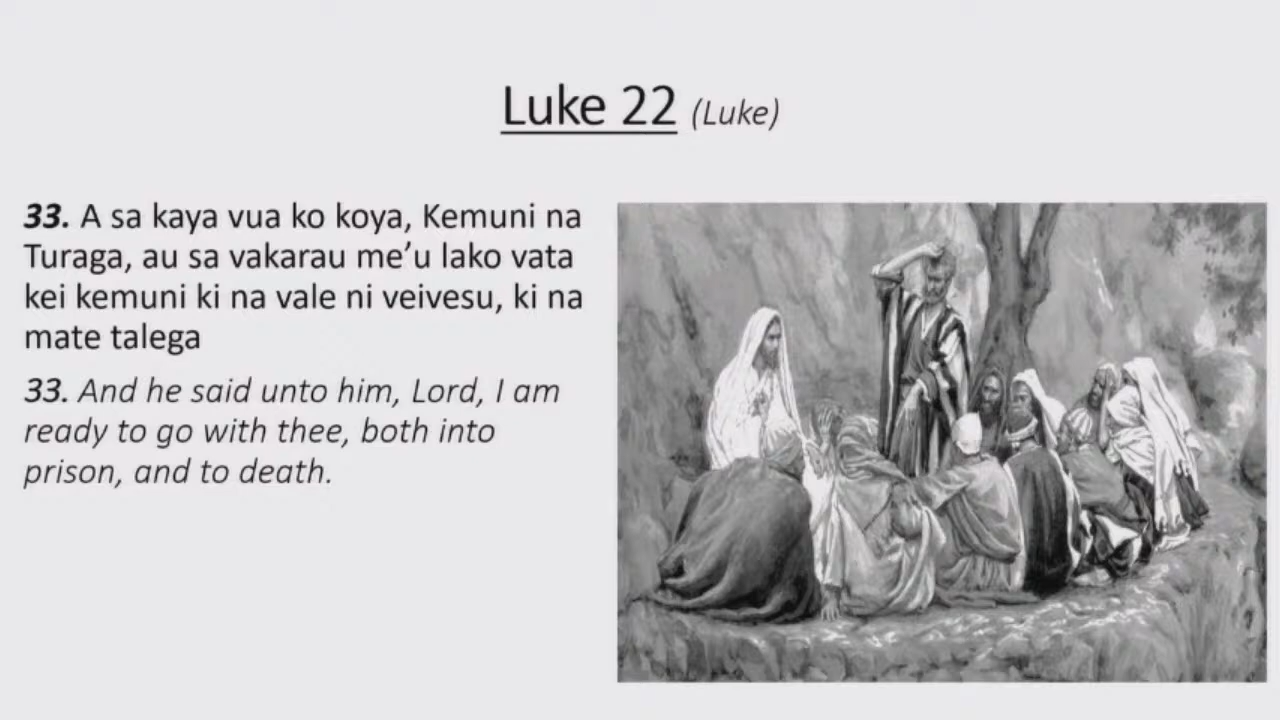 Luke 22 (Luke)
33. A sa kaya vua ko koya, Kemuni na
Turaga, au sa vakarau me’u lako vata
kei kemuni ki na vale ni veivesu, ki na
mate talega
33. And he said unto him, Lord, I am
ready to go with thee, both into
prison, and to death.